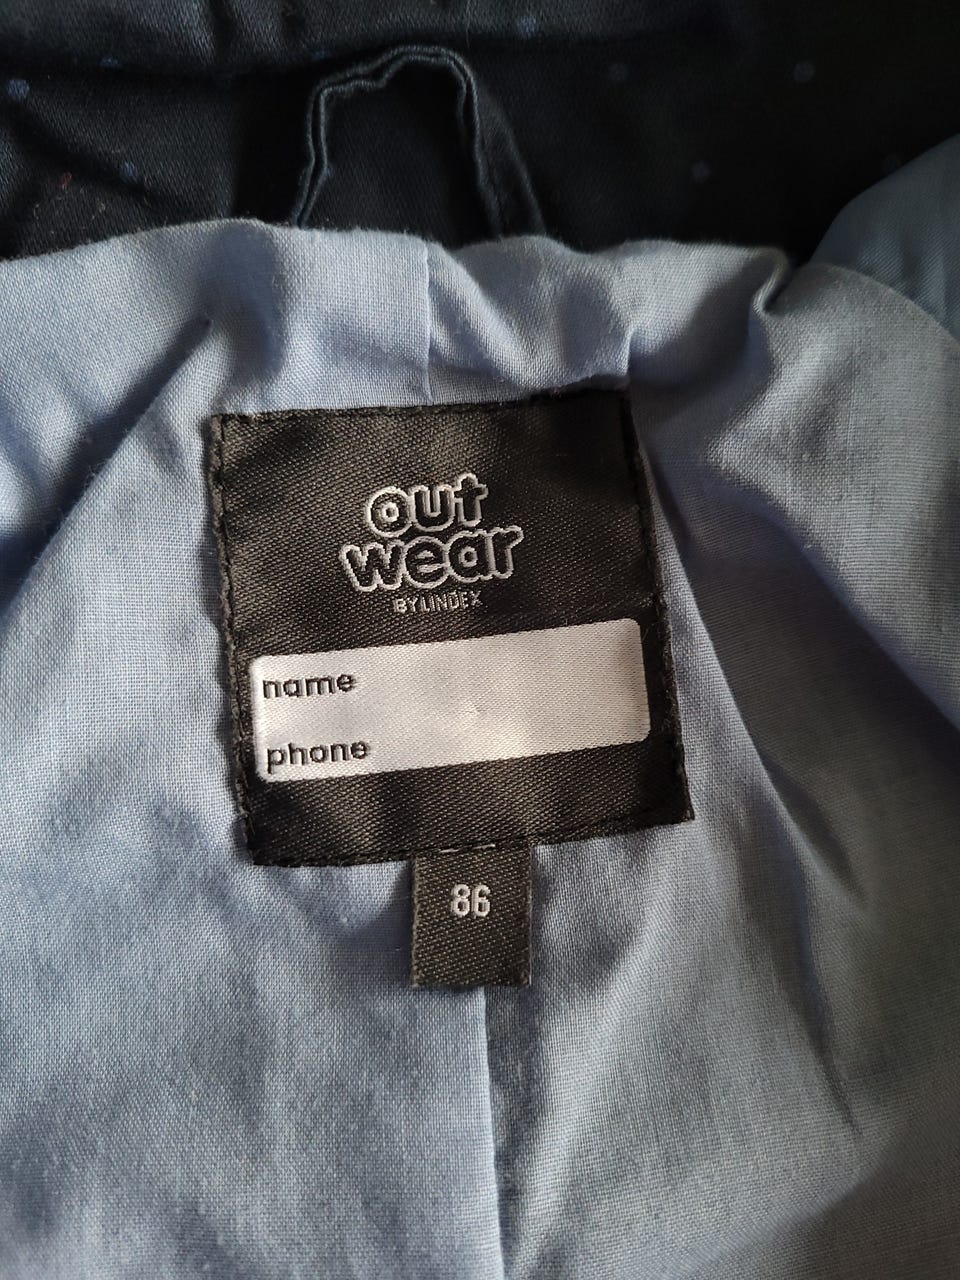 out
wear
BY LINDEX
name
phone
86